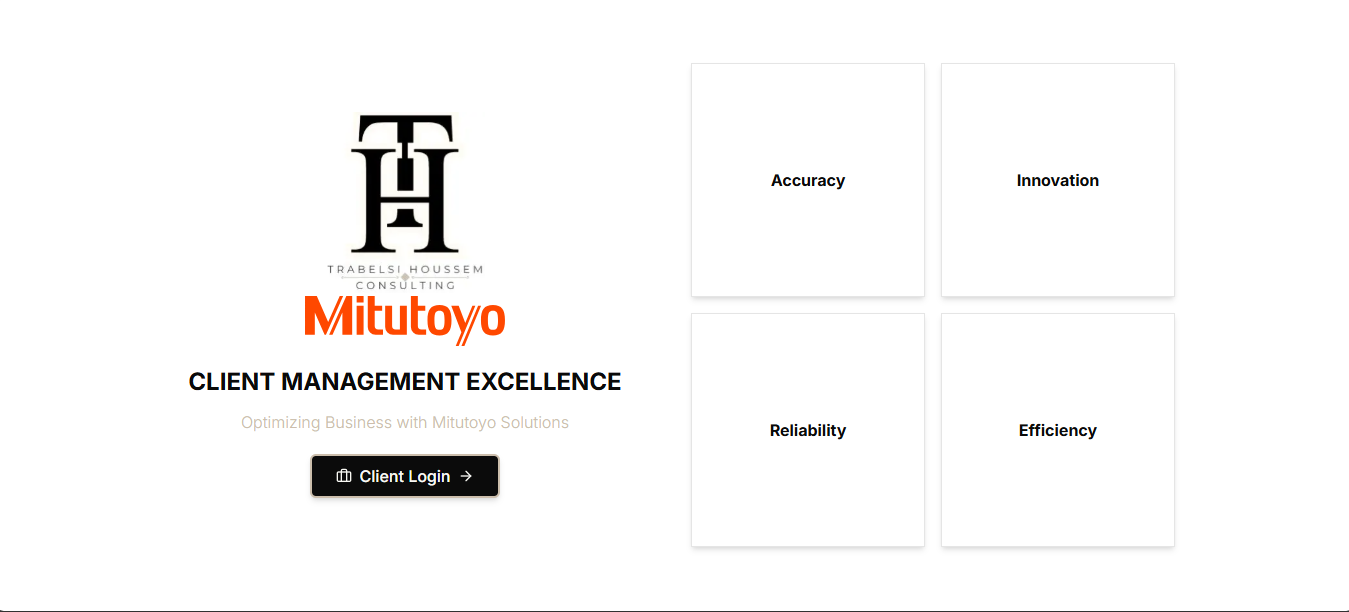 TH
TRABELSI HOUSSEM
CONSULTING
Mitutoyo
CLIENT MANAGEMENT EXCELLENCE
Optimizing Business with Mitutoyo Solutions
Client Login
Accuracy
Innovation
Reliability
Efficiency